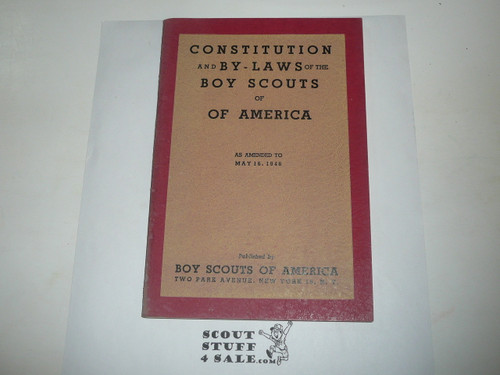 CONSTITUTION
AND BY-LAWS OF THE
BOY SCOUTS
OF
OF AMERICA
AS AMENDED TO
MAY
Published by
BOY SCOUTS OF AMERICA
TWO PARK AVENUE, NEW YORK
SCOUT
STUFF
4 SALE.COM